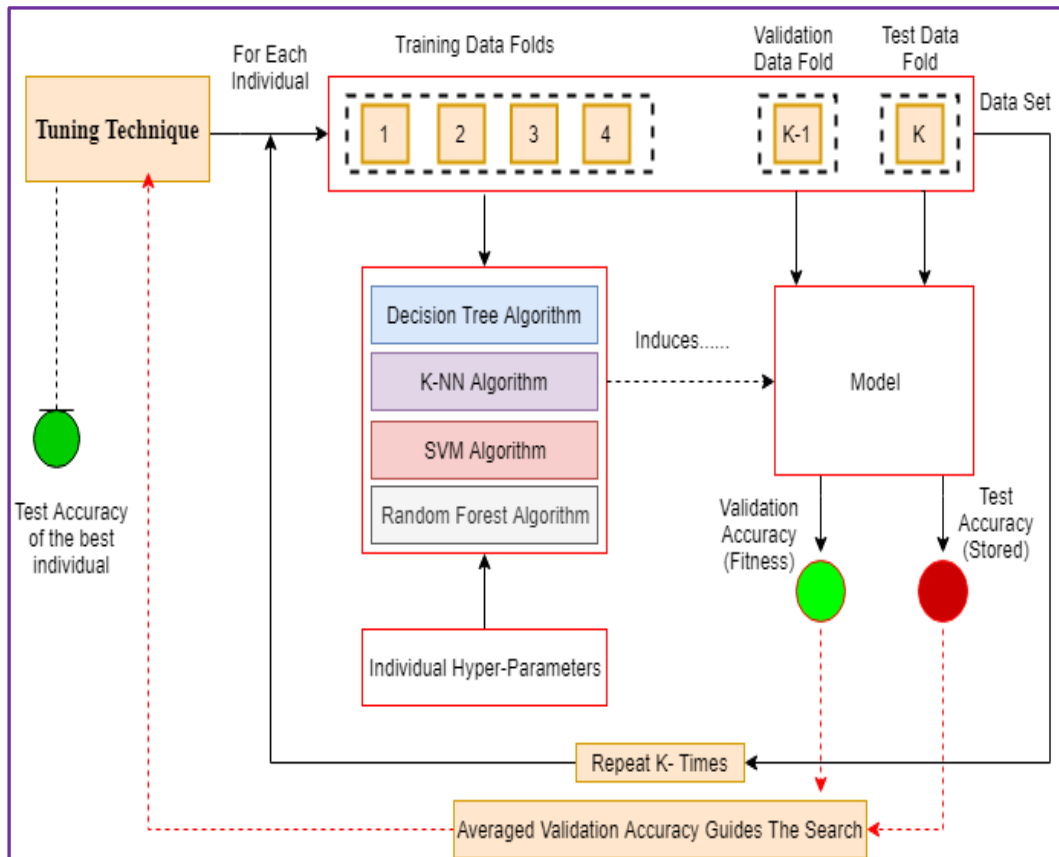 For Each
Individual
Training Data Folds
Validation
Data Fold
Test Data
Fold
Data Set
Tuning Technique
1
2
3
4
K-1
K
Decision Tree Algorithm
K-NN Algorithm
SVM Algorithm
Random Forest Algorithm
Induces......
Model
Test Accuracy
of the best
individual
Validation
Accuracy
(Fitness)
Test
Accuracy
(Stored)
Individual Hyper-Parameters
Repeat K- Times
Averaged Validation Accuracy Guides The Search